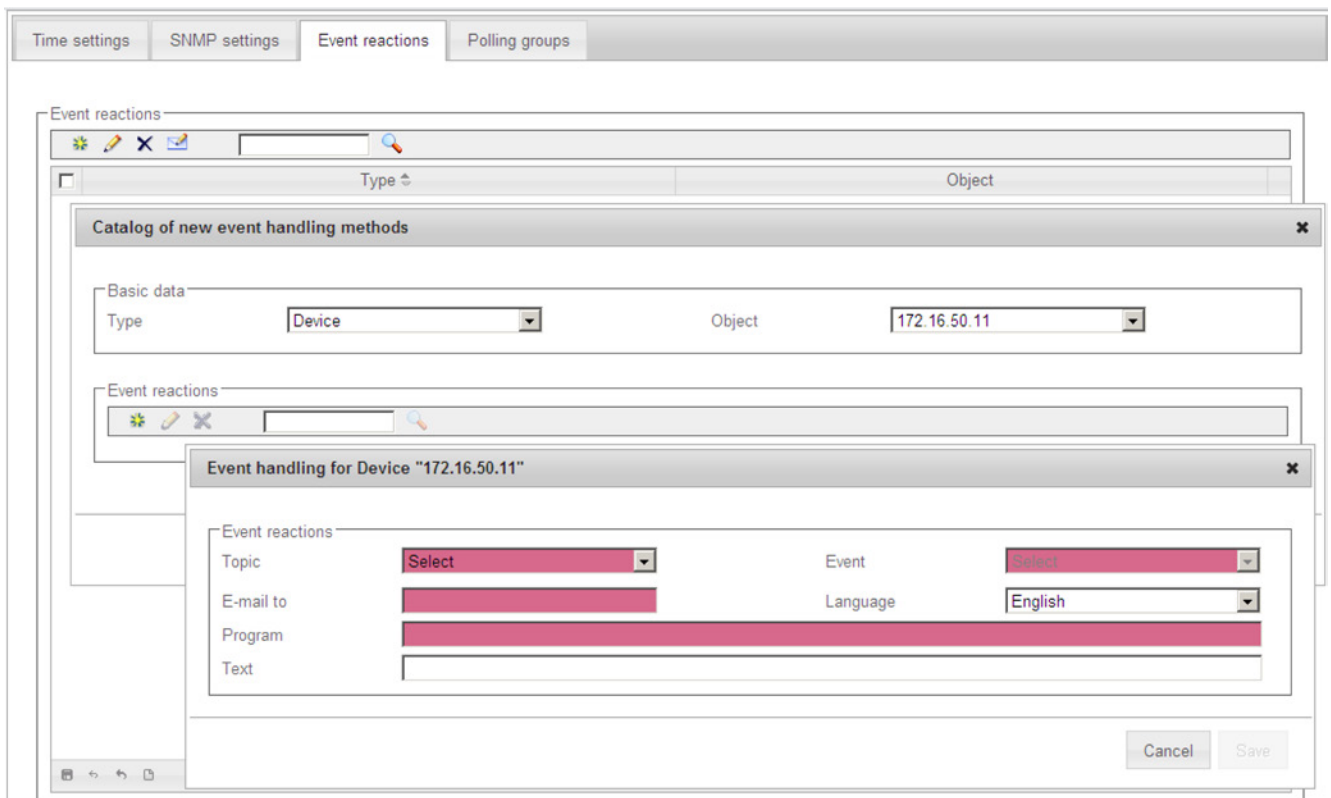 Time settings SNMP settings Event reactions Polling groups
Event reactions
Type Object
Catalog of new event handling methods
Basic data
Type Device Object 172.16.50.11
Event reactions
Event handling for Device "172.16.50.11"
Event reactions
Topic Select Event Select
E-mail to Language English
Program
Text
Cancel Save